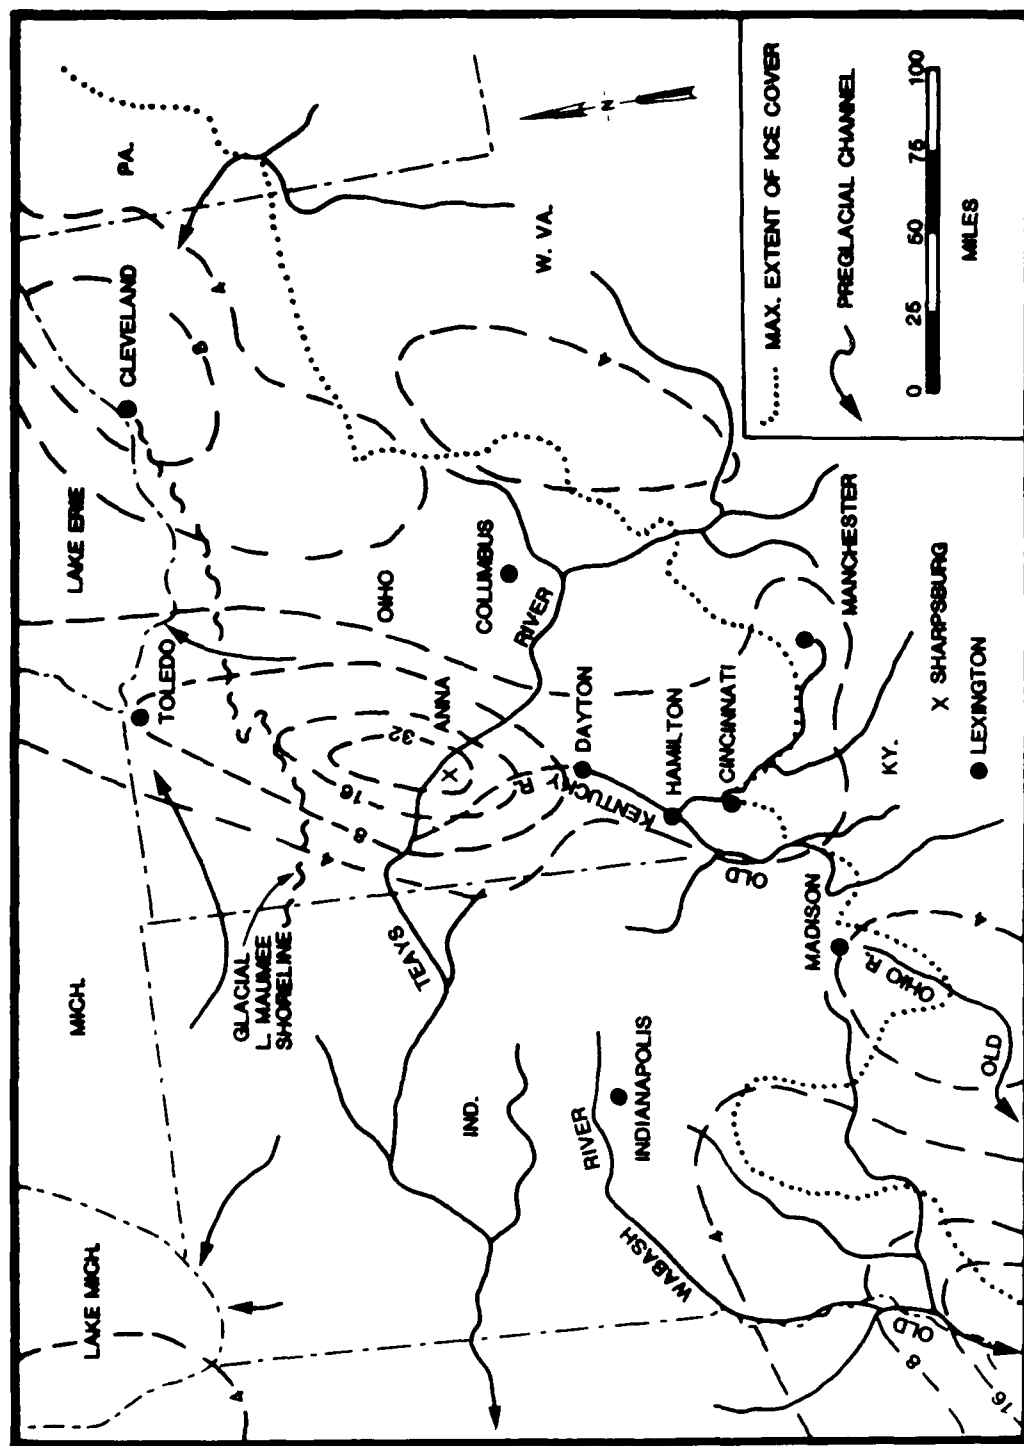 LAKE MICH.
MICH.
LAKE ERIE
CLEVELAND
PA.
TOLEDO
GLACIAL
L. MAUMEE
SHORELINE
4
4
4
8
8
16
32
ANNA
OHIO
COLUMBUS
TEAYS
RIVER
IND.
DAYTON
OLD
KENTUCKY
R.
HAMILTON
CINCINNATI
W. VA.
4
N
WABASH
RIVER
INDIANAPOLIS
4
MADISON
OHIO R.
OLD
4
KY.
MANCHESTER
X SHARPSBURG
LEXINGTON
OLD
8
16
MAX. EXTENT OF ICE COVER
PREGLACIAL CHANNEL
0 25 50 75 100
MILES